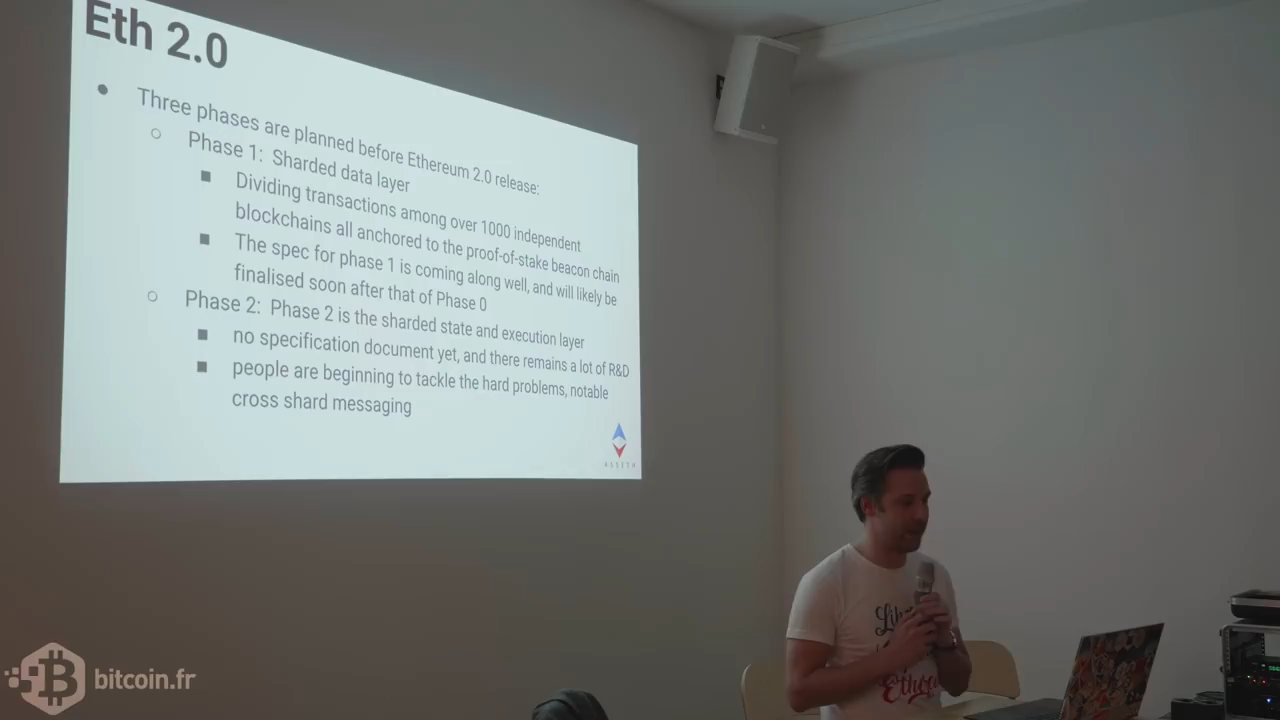 Eth 2.0
● Three phases are planned before Ethereum 2.0 release:
○ Phase 1: Sharded data layer
■ Dividing transactions among over 1000 independent
blockchains all anchored to the proof-of-stake beacon chain
■ The spec for phase 1 is coming along well, and will likely be
finalised soon after that of Phase 0
○ Phase 2: Phase 2 is the sharded state and execution layer
■ no specification document yet, and there remains a lot of R&D
■ people are beginning to tackle the hard problems, notable
cross shard messaging
bitcoin.fr